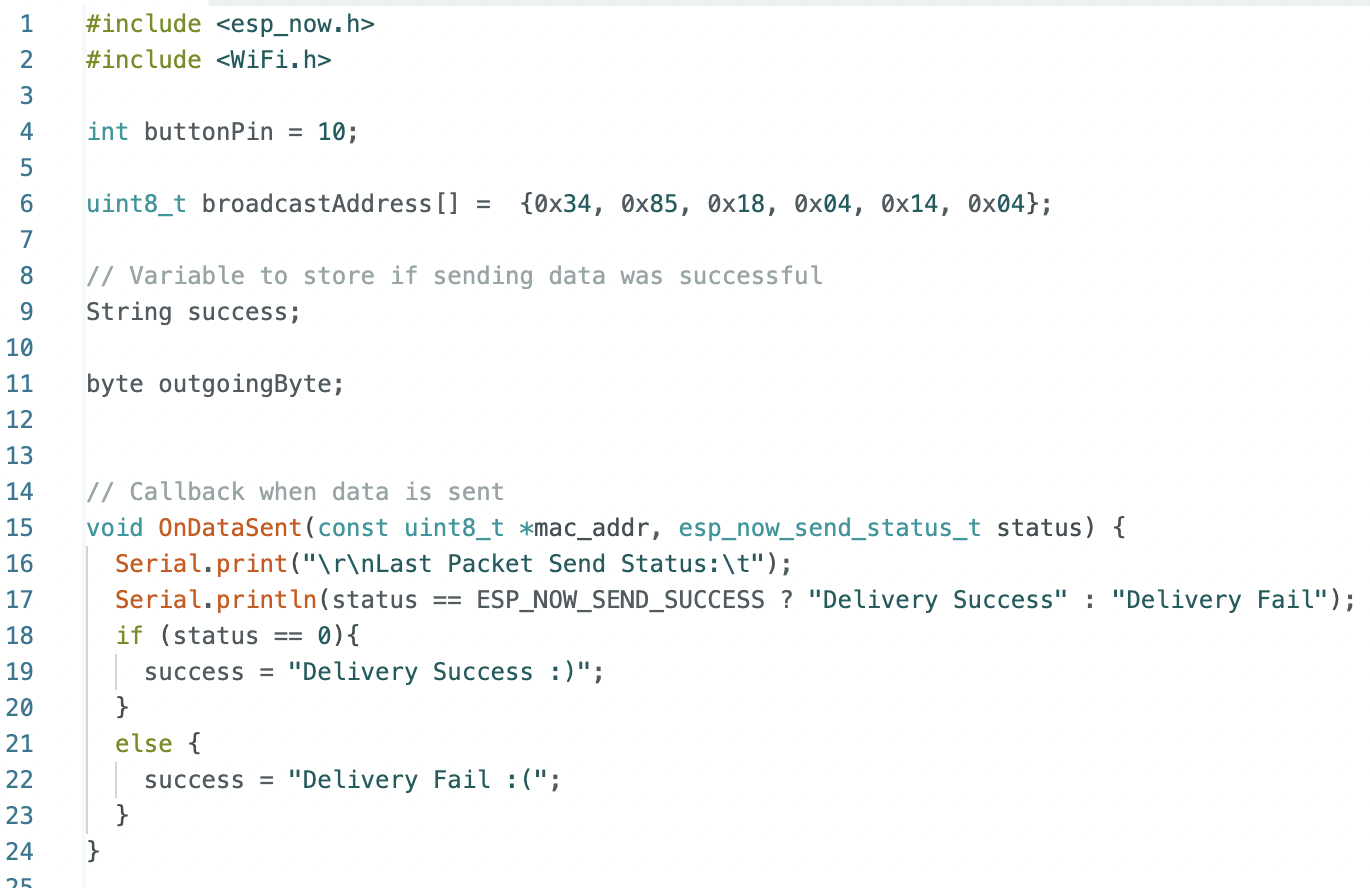 1 #include <esp_now.h>
2 #include <WiFi.h>
3
4 int buttonPin = 10;
5
6 uint8_t broadcastAddress[] =  {0x34, 0x85, 0x18, 0x04, 0x14, 0x04};
7
8 // Variable to store if sending data was successful
9 String success;
10
11 byte outgoingByte;
12
13
14 // Callback when data is sent
15 void OnDataSent(const uint8_t *mac_addr, esp_now_send_status_t status) {
16   Serial.print("\r\nLast Packet Send Status:\t");
17   Serial.println(status == ESP_NOW_SEND_SUCCESS ? "Delivery Success" : "Delivery Fail");
18   if (status == 0){
19     success = "Delivery Success :)";
20   }
21   else {
22     success = "Delivery Fail :(";
23   }
24 }
25